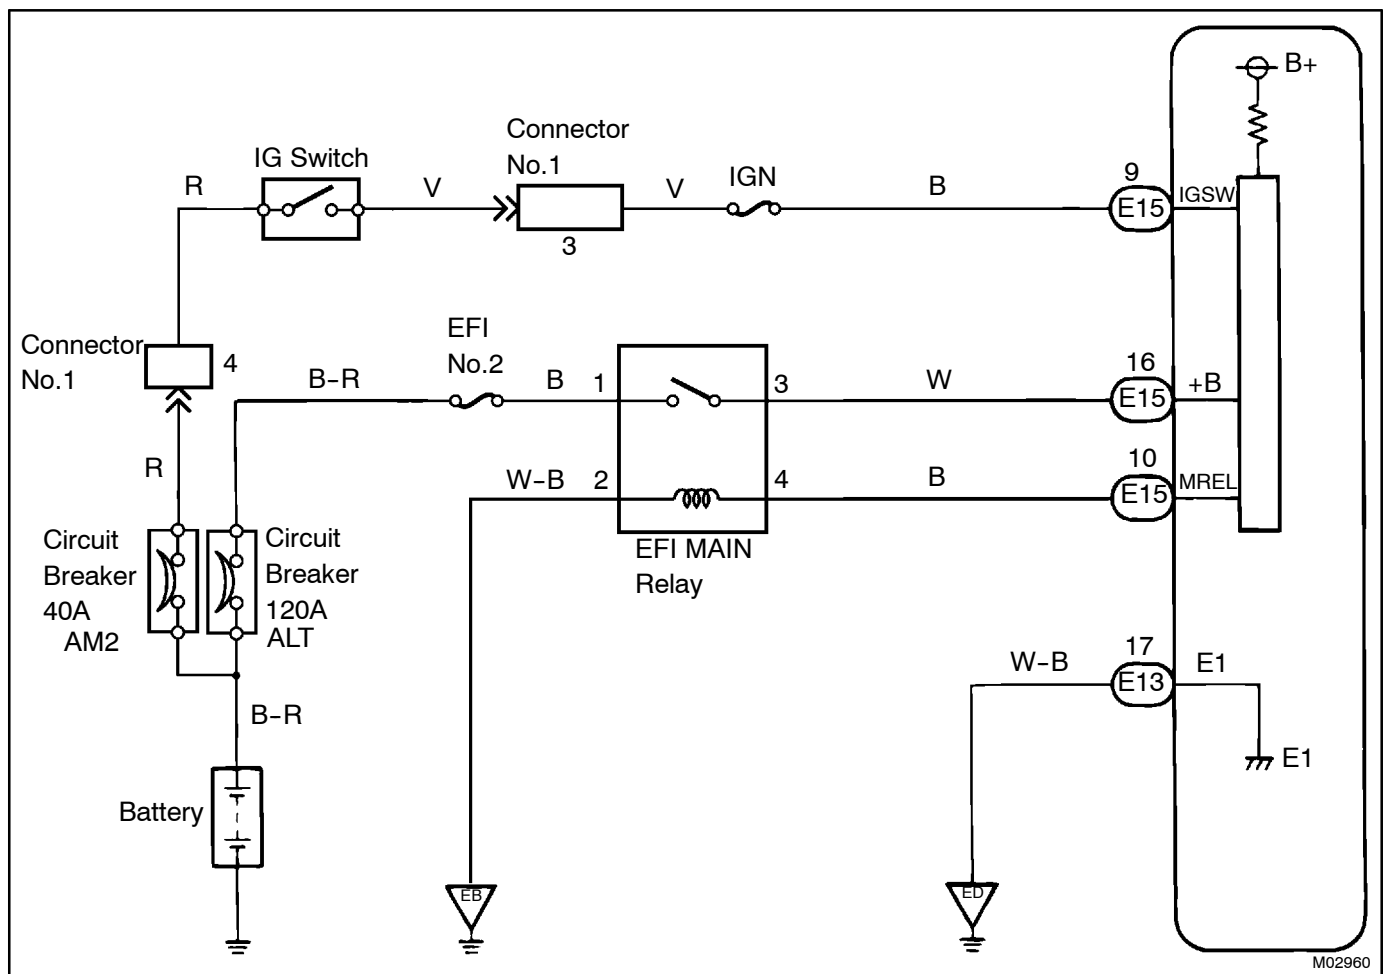 B+
Connector
No.1
IG Switch
IGN
R
V
V
B
9
E15
IGSW
3
Connector
No.1
4
EFI
No.2
B-R
B
1
3
W
16
E15
+B
R
W-B
2
4
B
10
E15
MREL
EFI MAIN
Relay
Circuit
Breaker
40A
AM2
Circuit
Breaker
120A
ALT
W-B
17
E13
E1
B-R
E1
Battery
EB
ED
M02960